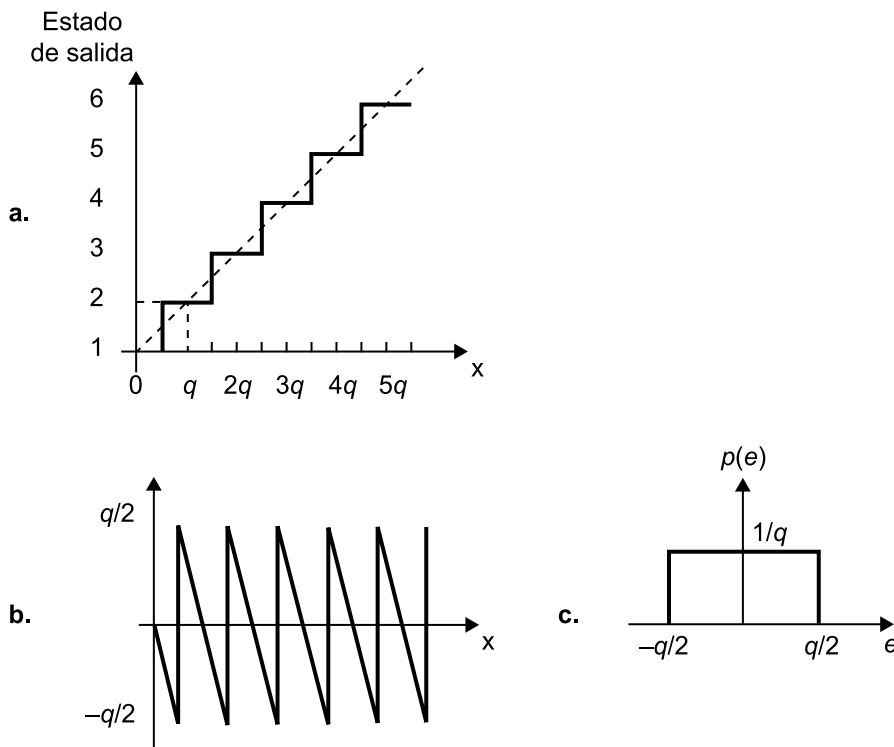 Estado
de salida
6
5
4
3
2
1
a.
0 q 2q 3q 4q 5q
x
b.
q/2
–q/2
x
c.
p(e)
1/q
–q/2 q/2 e